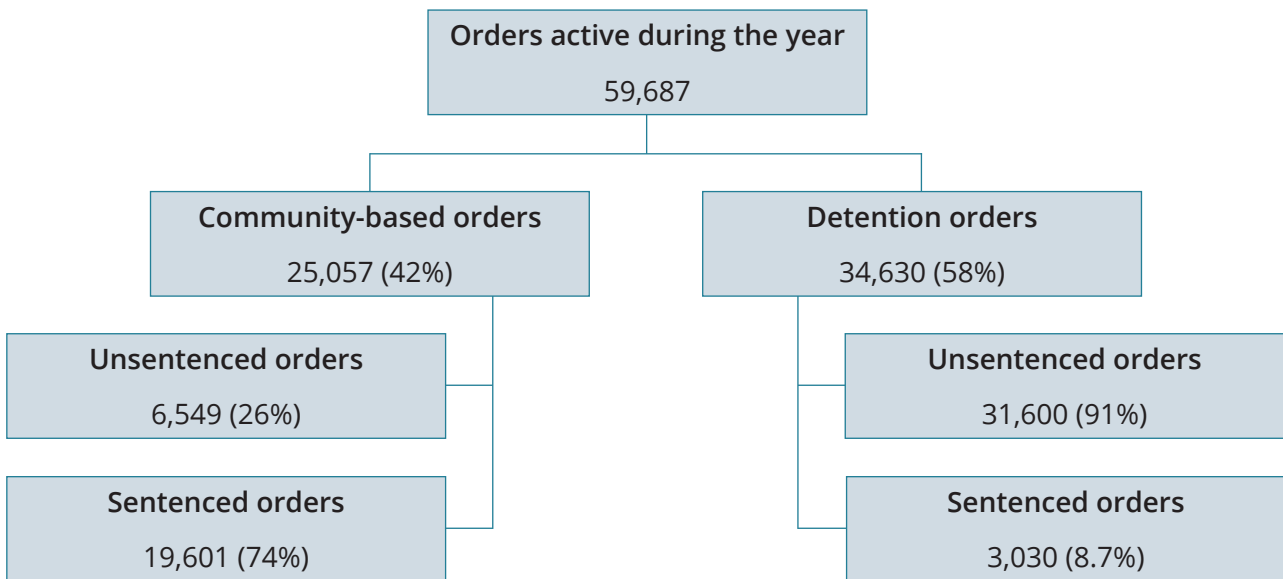 Orders active during the year
59,687
Community-based orders
25,057 (42%)
Detention orders
34,630 (58%)
Unsentenced orders
6,549 (26%)
Sentenced orders
19,601 (74%)
Unsentenced orders
31,600 (91%)
Sentenced orders
3,030 (8.7%)